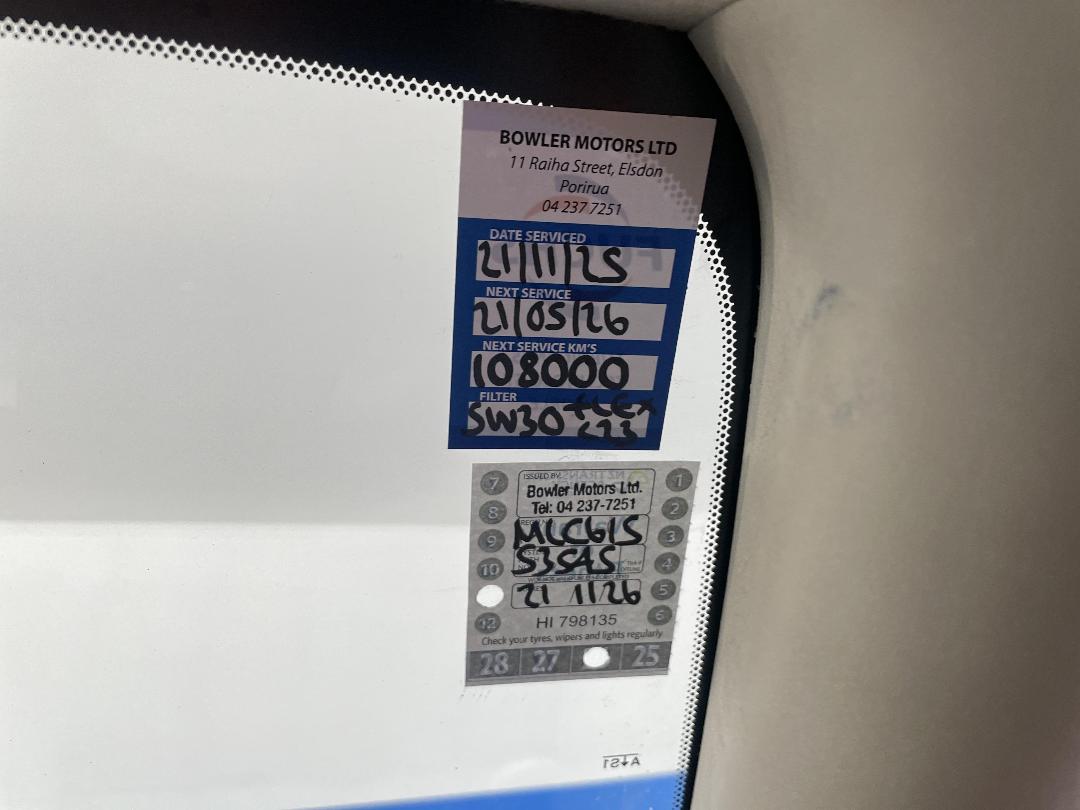 BOWLER MOTORS LTD
11 Raiha Street, Elsdon
Porirua
04 237 7251
DATE SERVICED
21/11/25
NEXT SERVICE
21/05/26
NEXT SERVICE KM'S
108000
FILTER
5W30 FLEX
C23
7 ISSUED BY: 1
Bowler Motors Ltd.
8 Tel: 04 237-7251 2
9 MLC615 3
10 53545 4
21 11/26 5
12 HI 798135 6
Check your tyres, wipers and lights regularly
28 27 25